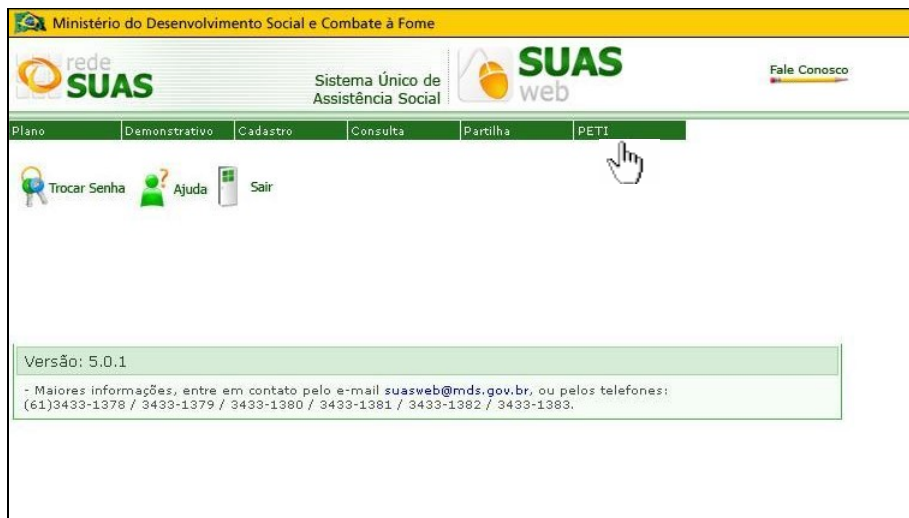 Ministério do Desenvolvimento Social e Combate à Fome
rede
SUAS
Sistema Único de
Assistência Social
SUAS
web
Fale Conosco
Plano Demonstrativo Cadastro Consulta Partilha PETI
Trocar Senha Ajuda Sair
Versão: 5.0.1
- Maiores informações, entre em contato pelo e-mail suasweb@mds.gov.br, ou pelos telefones:
(61)3433-1378 / 3433-1379 / 3433-1380 / 3433-1381 / 3433-1382 / 3433-1383.